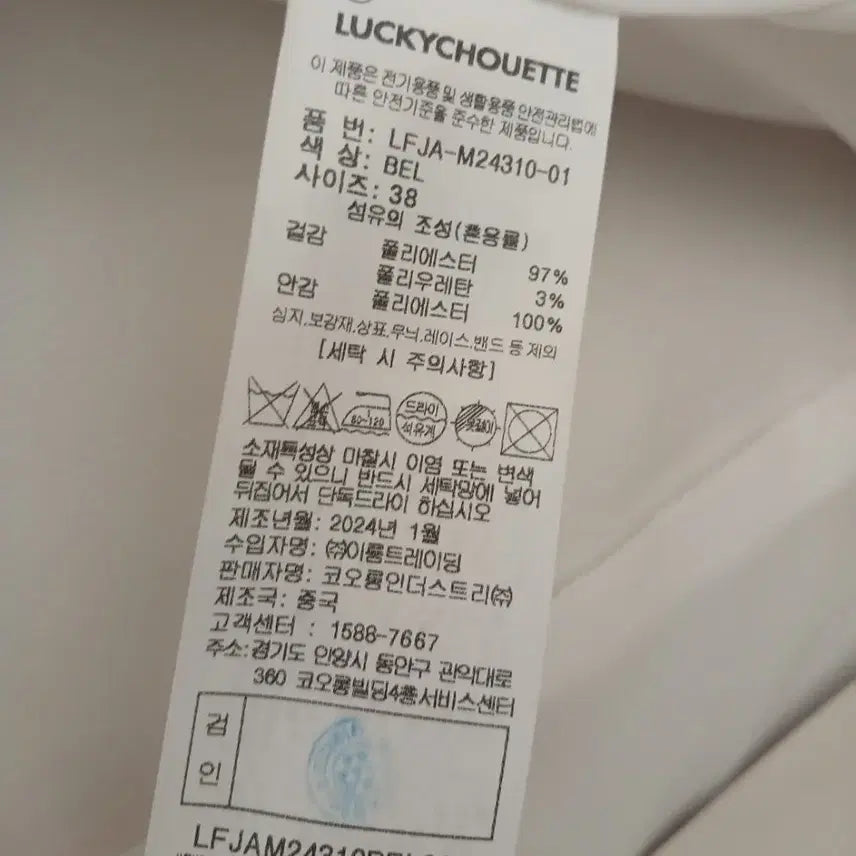 LUCKYCHOUETTE
이 제품은 전기용품 및 생활용품 안전관리법에
따른 안전기준을 준수한 제품입니다.
품 번: LFJA-M24310-01
색 상: BEL
사이즈: 38
섬유의 조성(혼용률)
겉감 폴리에스터 97%
폴리우레탄 3%
안감 폴리에스터 100%
심지,보강재,상표,무늬,레이스,밴드 등 제외
[세탁 시 주의사항]
80~120 드라이
석유계 옷걸이
소재특성상 마찰시 이염 또는 변색
될 수 있으니 반드시 세탁망에 넣어
뒤집어서 단독드라이 하십시오
제조년월: 2024년 1월
수입자명: ㈜이룸트레이딩
판매자명: 코오롱인더스트리㈜
제조국: 중국
고객센터 : 1588-7667
주소:경기도 안양시 동안구 관악대로
360 코오롱빌딩4층서비스센터
검
인